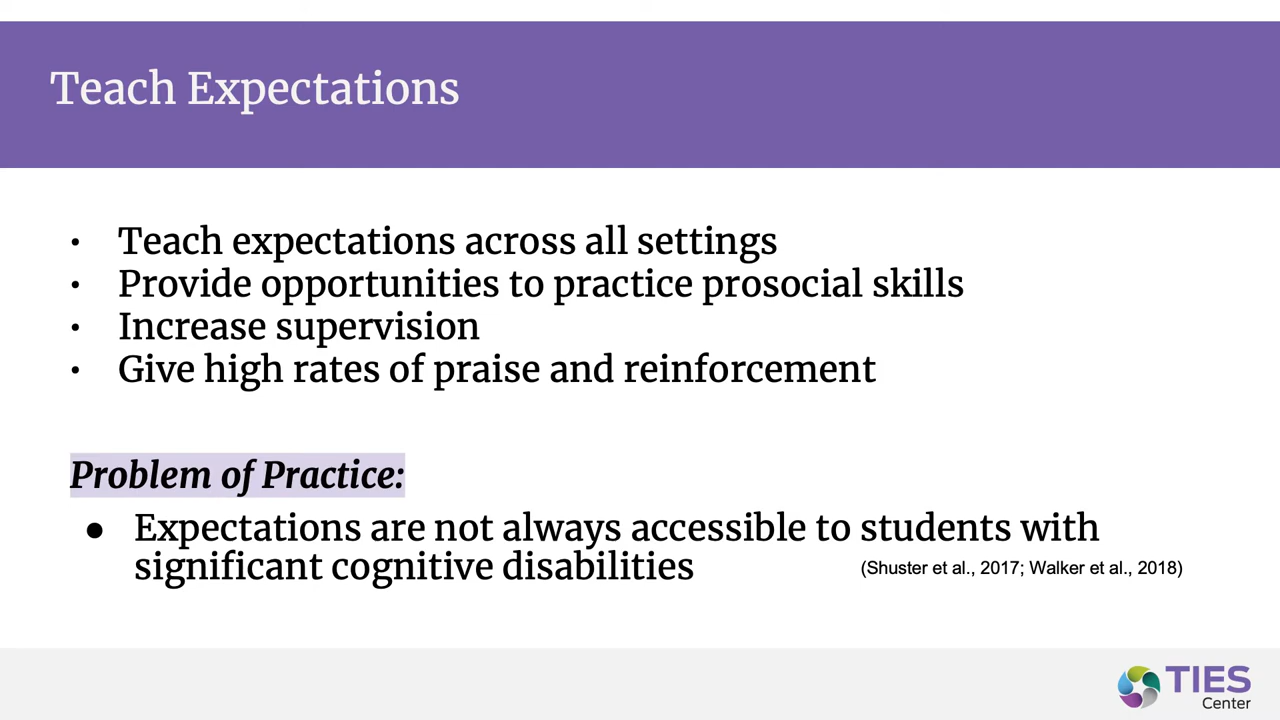 Teach Expectations
• Teach expectations across all settings
• Provide opportunities to practice prosocial skills
• Increase supervision
• Give high rates of praise and reinforcement
Problem of Practice:
● Expectations are not always accessible to students with
significant cognitive disabilities (Shuster et al., 2017; Walker et al., 2018)
TIES
Center